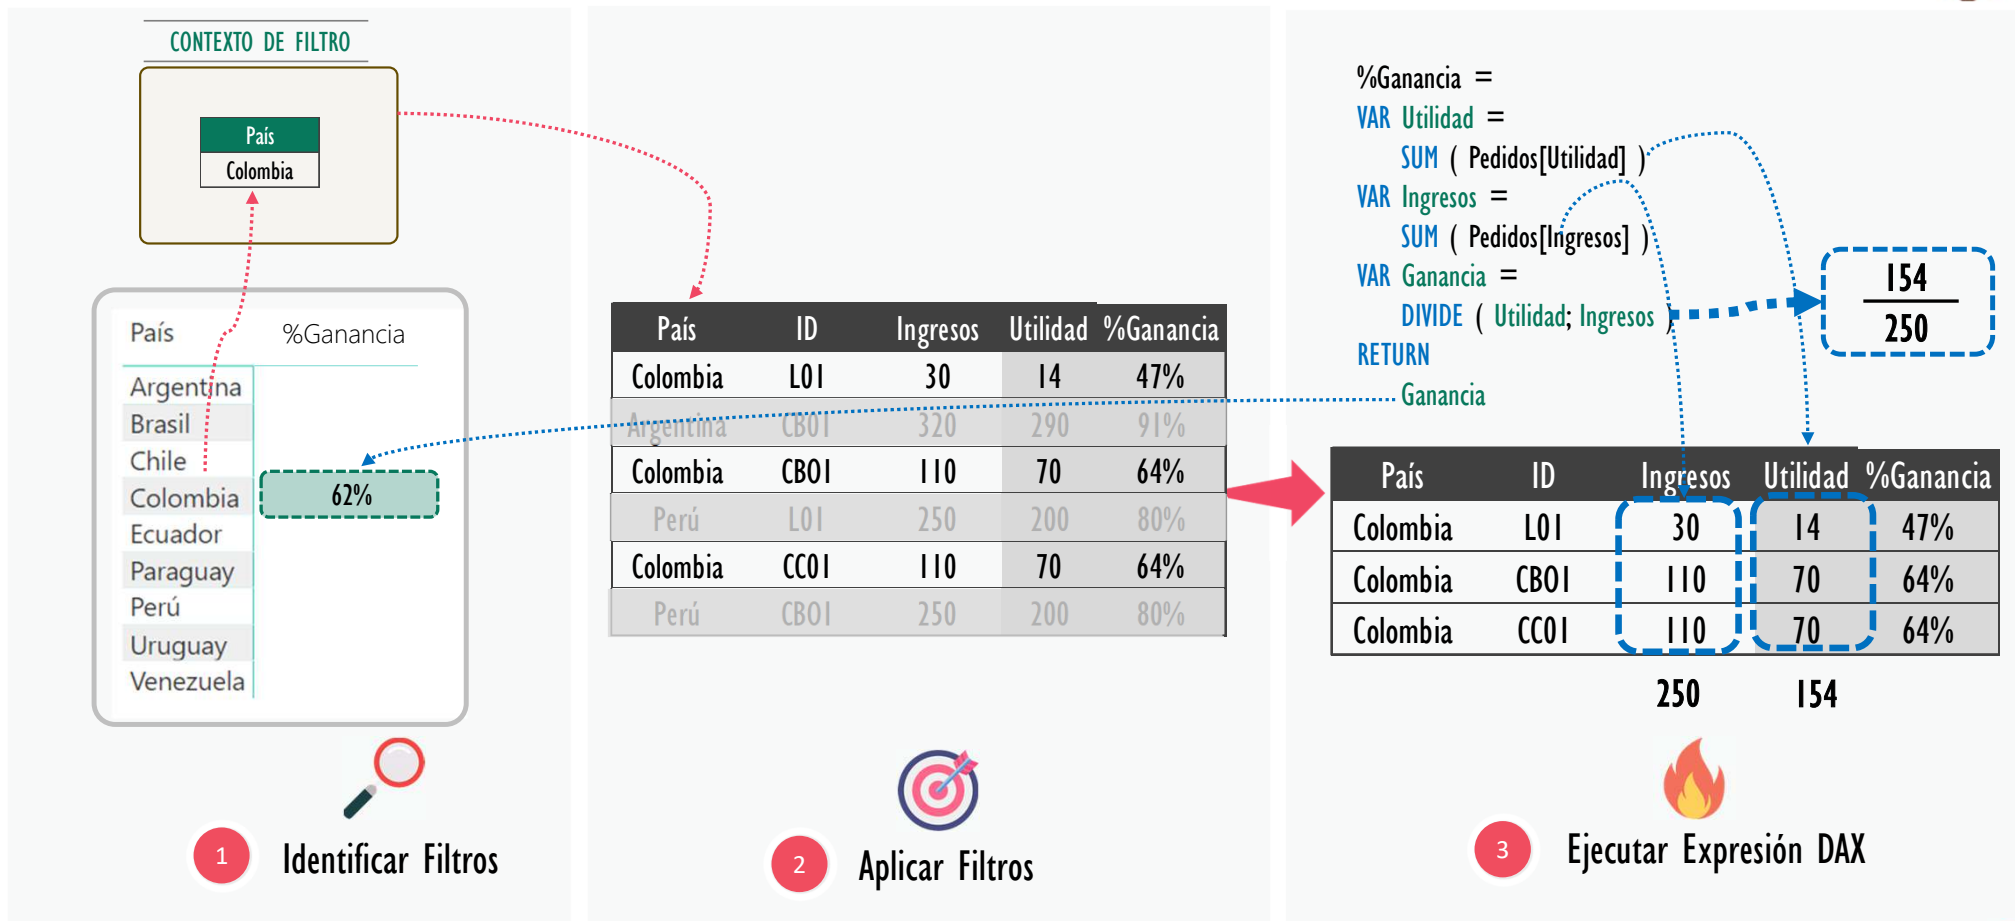 CONTEXTO DE FILTRO
País
Colombia
País %Ganancia
Argentina
Brasil
Chile
Colombia 62%
Ecuador
Paraguay
Perú
Uruguay
Venezuela
1 Identificar Filtros
País ID Ingresos Utilidad %Ganancia
Colombia L01 30 14 47%
Argentina CB01 320 290 91%
Colombia CB01 110 70 64%
Perú L01 250 200 80%
Colombia CC01 110 70 64%
Perú CB01 250 200 80%
2 Aplicar Filtros
%Ganancia =
VAR Utilidad =
SUM ( Pedidos[Utilidad] )
VAR Ingresos =
SUM ( Pedidos[Ingresos] )
VAR Ganancia =
DIVIDE ( Utilidad; Ingresos )
RETURN
Ganancia
154
250
País ID Ingresos Utilidad %Ganancia
Colombia L01 30 14 47%
Colombia CB01 110 70 64%
Colombia CC01 110 70 64%
250 154
3 Ejecutar Expresión DAX